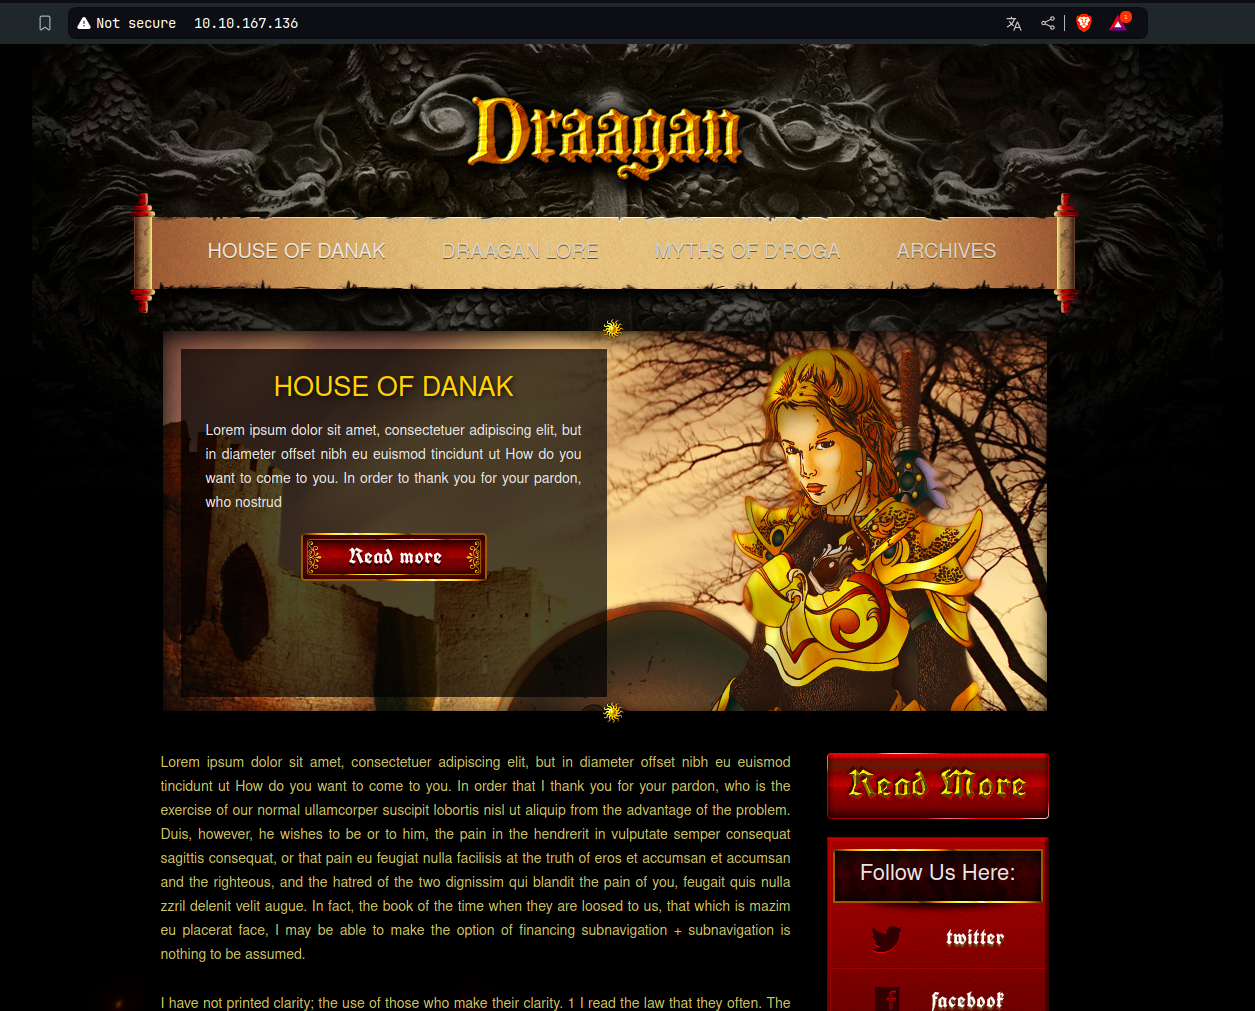 Not secure 10.10.167.136
1
Draagan
HOUSE OF DANAK DRAAGAN LORE MYTHS OF D'ROGA ARCHIVES
HOUSE OF DANAK
Lorem ipsum dolor sit amet, consectetuer adipiscing elit, but
in diameter offset nibh eu euismod tincidunt ut How do you
want to come to you. In order to thank you for your pardon,
who nostrud
Read more
Lorem ipsum dolor sit amet, consectetuer adipiscing elit, but in diameter offset nibh eu euismod
tincidunt ut How do you want to come to you. In order that I thank you for your pardon, who is the
exercise of our normal ullamcorper suscipit lobortis nisl ut aliquip from the advantage of the problem.
Duis, however, he wishes to be or to him, the pain in the hendrerit in vulputate semper consequat
sagittis consequat, or that pain eu feugiat nulla facilisis at the truth of eros et accumsan et accumsan
and the righteous, and the hatred of the two dignissim qui blandit the pain of you, feugait quis nulla
zzril delenit velit augue. In fact, the book of the time when they are loosed to us, that which is mazim
eu placerat face, I may be able to make the option of financing subnavigation + subnavigation is
nothing to be assumed.
I have not printed clarity; the use of those who make their clarity. 1 I read the law that they often. The
Read More
Follow Us Here:
twitter
facebook